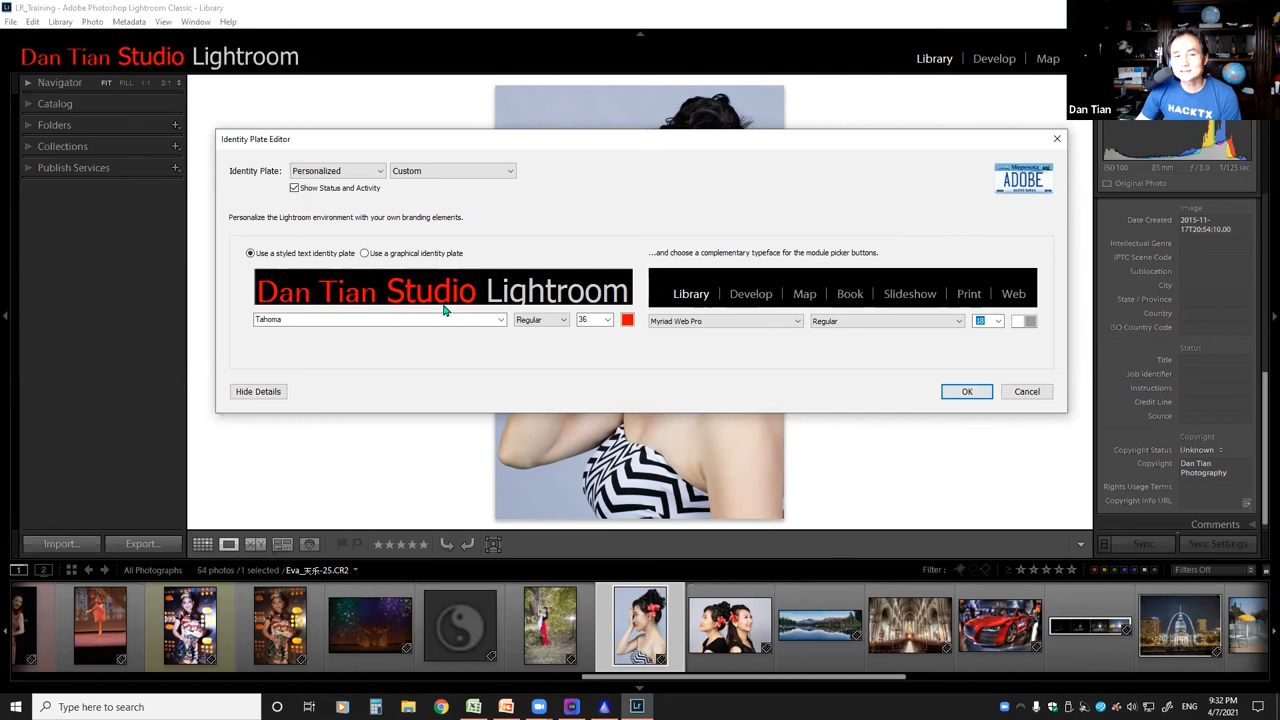 LR_Training - Adobe Photoshop Lightroom Classic - Library
File Edit Library Photo Metadata View Window Help
Dan Tian Studio Lightroom
Library | Develop | Map
HACKTX
Dan Tian
Navigator FIT FILL 1:1 2:1
Catalog
Folders
Collections
Publish Services
ISO 100 85 mm f / 8.0 1/125 sec
Original Photo
Identity Plate Editor
Identity Plate: Personalized Custom
Show Status and Activity
Minnesota
ADOBE
Personalize the Lightroom environment with your own branding elements.
Use a styled text identity plate Use a graphical identity plate
...and choose a complementary typeface for the module picker buttons.
Dan Tian Studio Lightroom
Library | Develop | Map | Book | Slideshow | Print | Web
Tahoma Regular 36
Myriad Web Pro Regular 18
Hide Details OK Cancel
Image
Date Created 2015-11-
17T20:54:10.00
Intellectual Genre
IPTC Scene Code
Sublocation
City
State / Province
Country
ISO Country Code
Status
Title
Job Identifier
Instructions
Credit Line
Source
Copyright
Copyright Status Unknown
Copyright Dan Tian
Photography
Rights Usage Terms
Copyright Info URL
Comments
Import... Export...
Sync Sync Settings
1 2 All Photographs 54 photos /1 selected /Eva_天乐-25.CR2
Filter : Filters Off
Type here to search
9:32 PM
4/7/2021